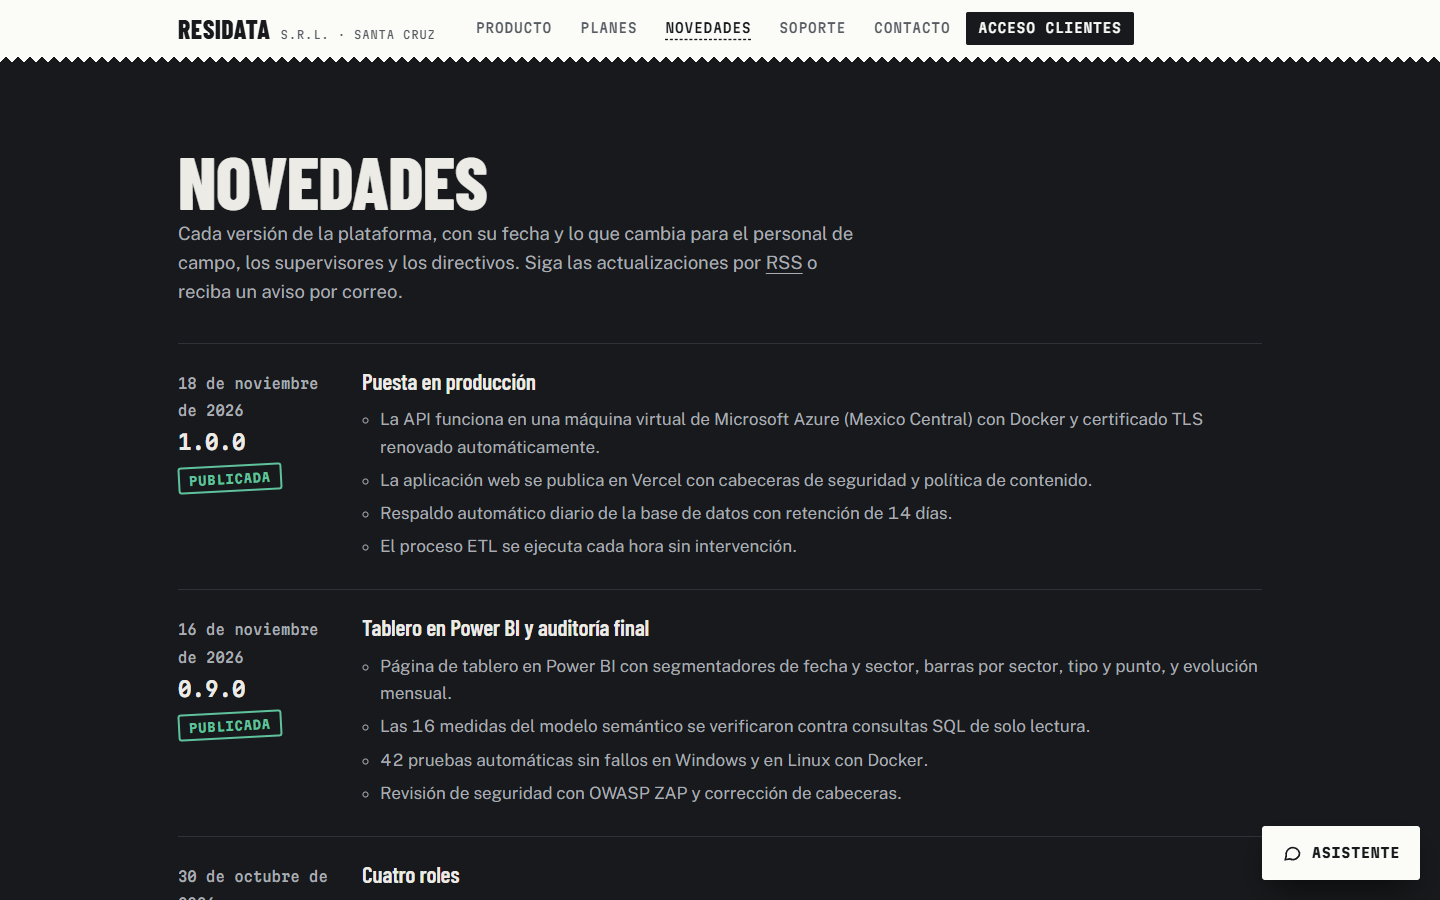 RESIDATA S.R.L. · SANTA CRUZ
PRODUCTO PLANES NOVEDADES SOPORTE CONTACTO ACCESO CLIENTES
NOVEDADES
Cada versión de la plataforma, con su fecha y lo que cambia para el personal de
campo, los supervisores y los directivos. Siga las actualizaciones por RSS o
reciba un aviso por correo.
18 de noviembre
de 2026
1.0.0
PUBLICADA
Puesta en producción
La API funciona en una máquina virtual de Microsoft Azure (Mexico Central) con Docker y certificado TLS
renovado automáticamente.
La aplicación web se publica en Vercel con cabeceras de seguridad y política de contenido.
Respaldo automático diario de la base de datos con retención de 14 días.
El proceso ETL se ejecuta cada hora sin intervención.
16 de noviembre
de 2026
0.9.0
PUBLICADA
Tablero en Power BI y auditoría final
Página de tablero en Power BI con segmentadores de fecha y sector, barras por sector, tipo y punto, y evolución
mensual.
Las 16 medidas del modelo semántico se verificaron contra consultas SQL de solo lectura.
42 pruebas automáticas sin fallos en Windows y en Linux con Docker.
Revisión de seguridad con OWASP ZAP y corrección de cabeceras.
30 de octubre de
Cuatro roles
ASISTENTE